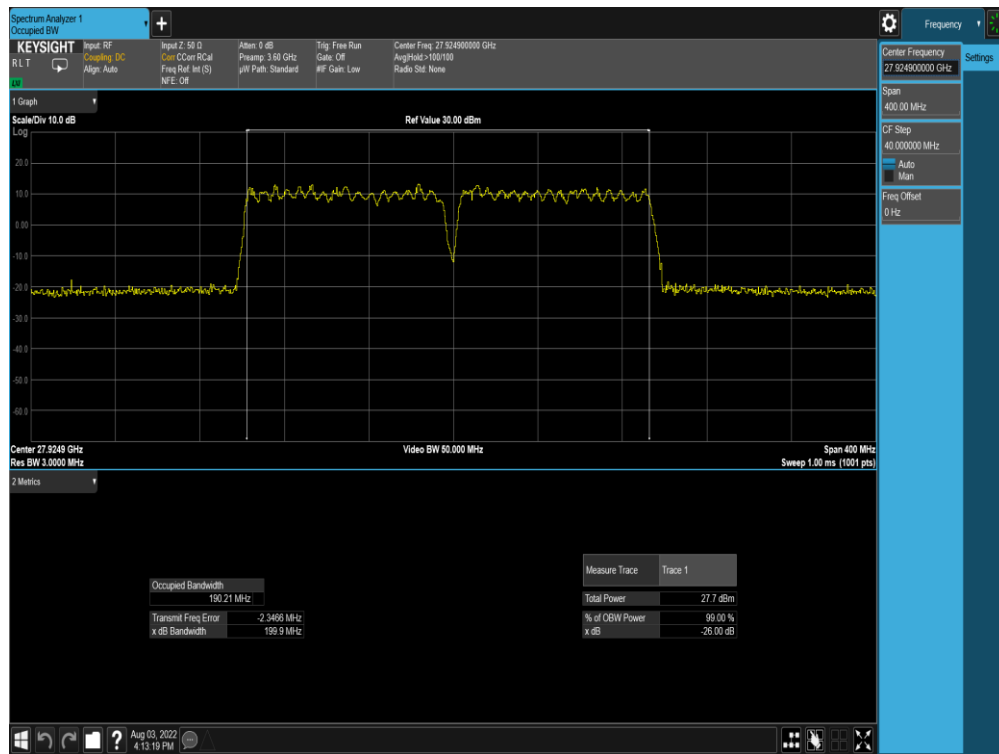 Spectrum Analyzer 1
Occupied BW
+
Frequency
KEYSIGHT
RLT
LXI
Input: RF
Coupling: DC
Align: Auto
Input Z: 50 Ω
Corr CCorr RCal
Freq Ref: Int (S)
NFE: Off
Atten: 0 dB
Preamp: 3.60 GHz
µW Path: Standard
Trig: Free Run
Gate: Off
#IF Gain: Low
Center Freq: 27.924900000 GHz
Avg|Hold:>100/100
Radio Std: None
Center Frequency
27.924900000 GHz
Settings
Span
400.00 MHz
CF Step
40.000000 MHz
Auto
Man
Freq Offset
0 Hz
1 Graph
Scale/Div 10.0 dB
Ref Value 30.00 dBm
Log
20.0
10.0
0.00
-10.0
-20.0
-30.0
-40.0
-50.0
-60.0
Center 27.9249 GHz
Video BW 50.000 MHz
Span 400 MHz
Res BW 3.0000 MHz
Sweep 1.00 ms (1001 pts)
2 Metrics
Occupied Bandwidth
190.21 MHz
Transmit Freq Error -2.3466 MHz
x dB Bandwidth 199.9 MHz
Measure Trace Trace 1
Total Power 27.7 dBm
% of OBW Power 99.00 %
x dB -26.00 dB
?
Aug 03, 2022
4:13:19 PM